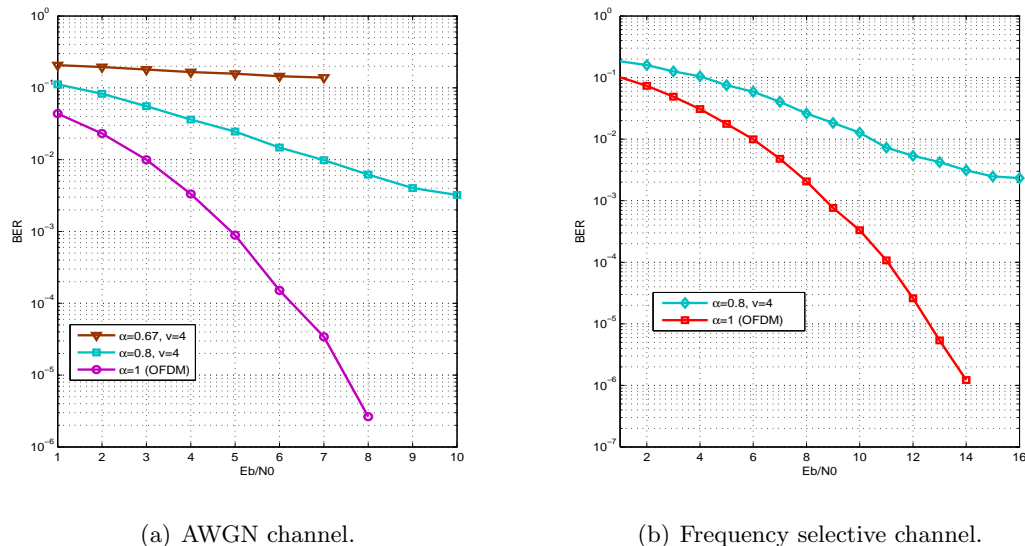 10^0
10^-1
10^-2
10^-3
10^-4
10^-5
10^-6
BER
1 2 3 4 5 6 7 8 9 10
Eb/N0
α=0.67, v=4
α=0.8, v=4
α=1 (OFDM)
(a) AWGN channel.
10^0
10^-1
10^-2
10^-3
10^-4
10^-5
10^-6
10^-7
BER
2 4 6 8 10 12 14 16
Eb/N0
α=0.8, v=4
α=1 (OFDM)
(b) Frequency selective channel.